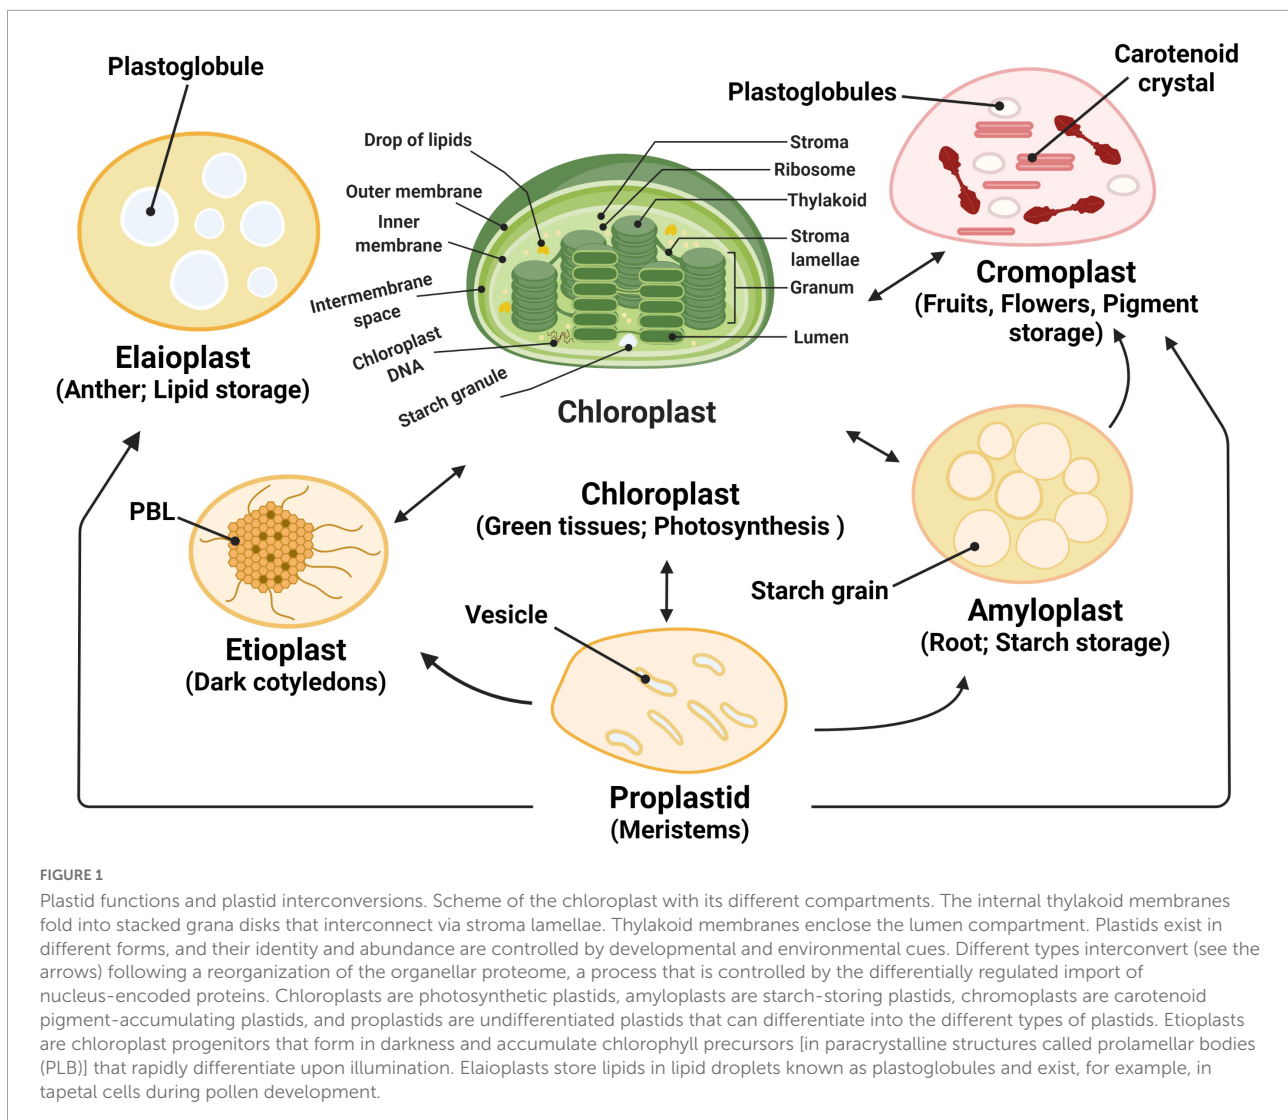 Plastoglobule
Carotenoid
crystal
Plastoglobules
Drop of lipids
Outer membrane
Inner
membrane
Intermembrane
space
Chloroplast
DNA
Starch granule
Stroma
Ribosome
Thylakoid
Stroma
lamellae
Granum
Lumen
Chloroplast
Elaioplast
(Anther; Lipid storage)
Cromoplast
(Fruits, Flowers, Pigment
storage)
PBL
Etioplast
(Dark cotyledons)
Chloroplast
(Green tissues; Photosynthesis )
Starch grain
Amyloplast
(Root; Starch storage)
Vesicle
Proplastid
(Meristems)
FIGURE 1
Plastid functions and plastid interconversions. Scheme of the chloroplast with its different compartments. The internal thylakoid membranes
fold into stacked grana disks that interconnect via stroma lamellae. Thylakoid membranes enclose the lumen compartment. Plastids exist in
different forms, and their identity and abundance are controlled by developmental and environmental cues. Different types interconvert (see the
arrows) following a reorganization of the organellar proteome, a process that is controlled by the differentially regulated import of
nucleus-encoded proteins. Chloroplasts are photosynthetic plastids, amyloplasts are starch-storing plastids, chromoplasts are carotenoid
pigment-accumulating plastids, and proplastids are undifferentiated plastids that can differentiate into the different types of plastids. Etioplasts
are chloroplast progenitors that form in darkness and accumulate chlorophyll precursors [in paracrystalline structures called prolamellar bodies
(PLB)] that rapidly differentiate upon illumination. Elaioplasts store lipids in lipid droplets known as plastoglobules and exist, for example, in
tapetal cells during pollen development.